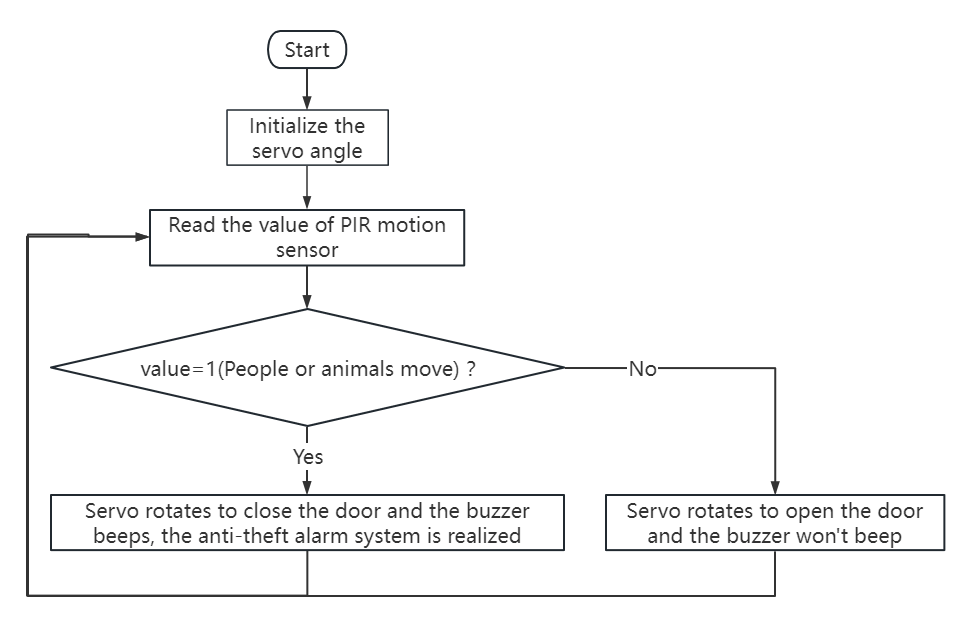 Start
Initialize the
servo angle
Read the value of PIR motion
sensor
value=1(People or animals move) ?
No
Yes
Servo rotates to close the door and the buzzer
beeps, the anti-theft alarm system is realized
Servo rotates to open the door
and the buzzer won't beep